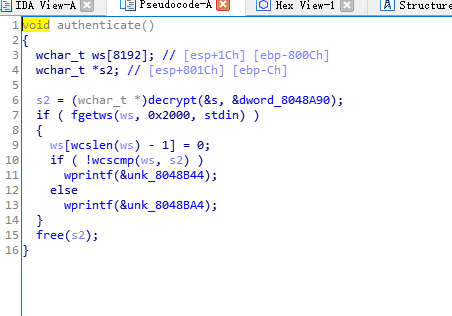 IDA View-A Pseudocode-A Hex View-1 Structure
1 void authenticate()
2 {
3 wchar_t ws[8192]; // [esp+1Ch] [ebp-800Ch]
4 wchar_t *s2; // [esp+801Ch] [ebp-Ch]
5
6 s2 = (wchar_t *)decrypt(&s, &dword_8048A90);
7 if ( fgetws(ws, 0x2000, stdin) )
8 {
9 ws[wcslen(ws) - 1] = 0;
10 if ( !wcscmp(ws, s2) )
11 wprintf(&unk_8048B44);
12 else
13 wprintf(&unk_8048BA4);
14 }
15 free(s2);
16 }